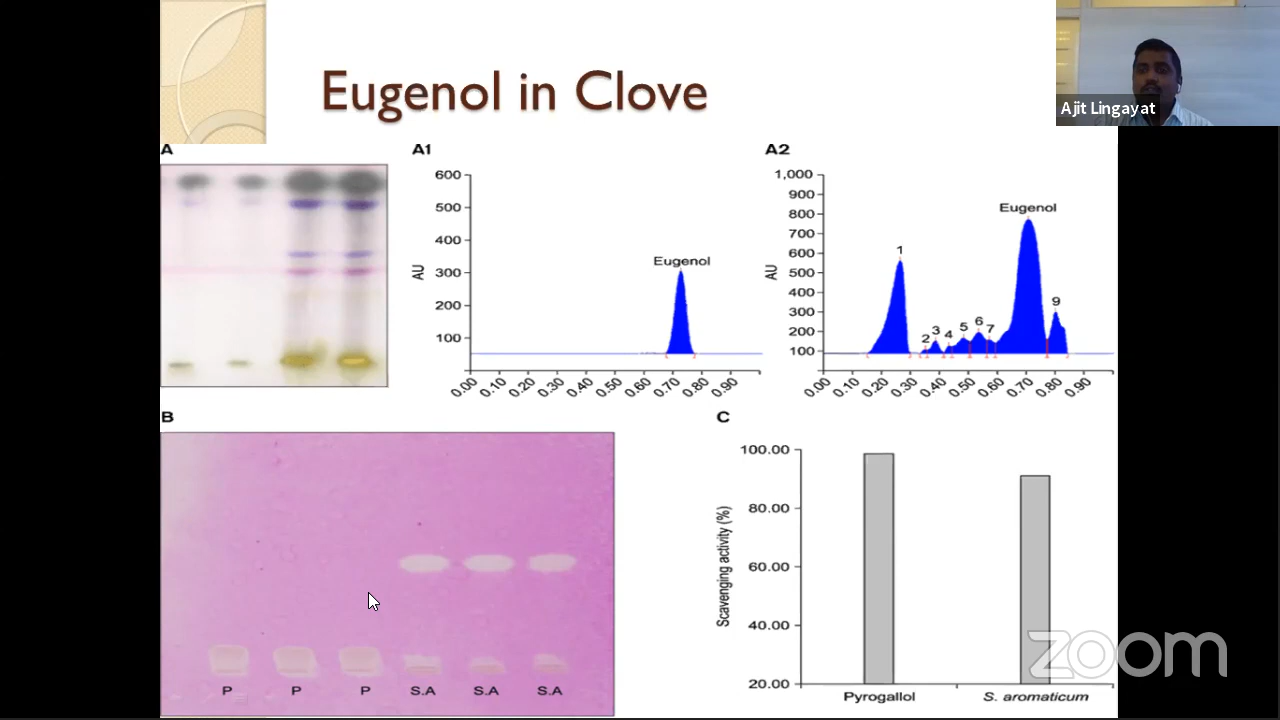 Eugenol in Clove
Ajit Lingayat
A
A1
600
500
400
300
200
100
AU
Eugenol
0.00 0.10 0.20 0.30 0.40 0.50 0.60 0.70 0.80 0.90
A2
1,000
900
800
700
600
500
400
300
200
100
AU
Eugenol
1
2
3
4
5
6
7
9
0.00 0.10 0.20 0.30 0.40 0.50 0.60 0.70 0.80 0.90
B
P P P S.A S.A S.A
C
100.00
80.00
60.00
40.00
20.00
Scavenging activity (%)
Pyrogallol S. aromaticum
zoom